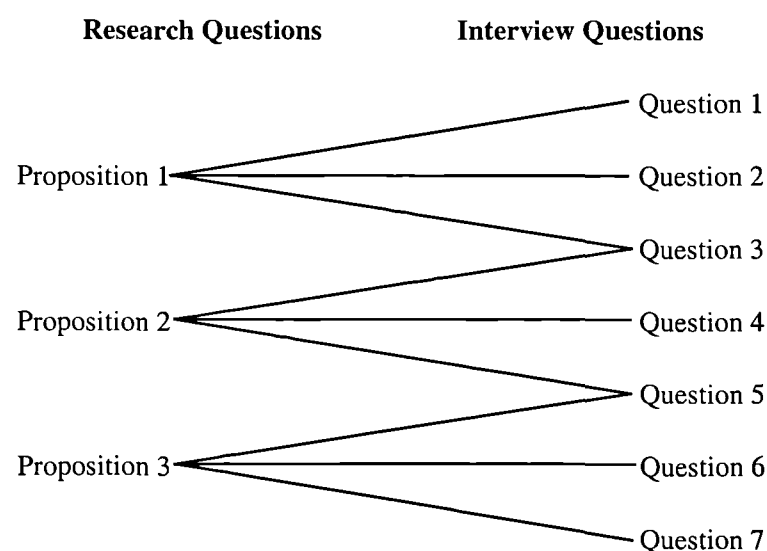 Research Questions Interview Questions
Question 1
Proposition 1 Question 2
Question 3
Proposition 2 Question 4
Question 5
Proposition 3 Question 6
Question 7